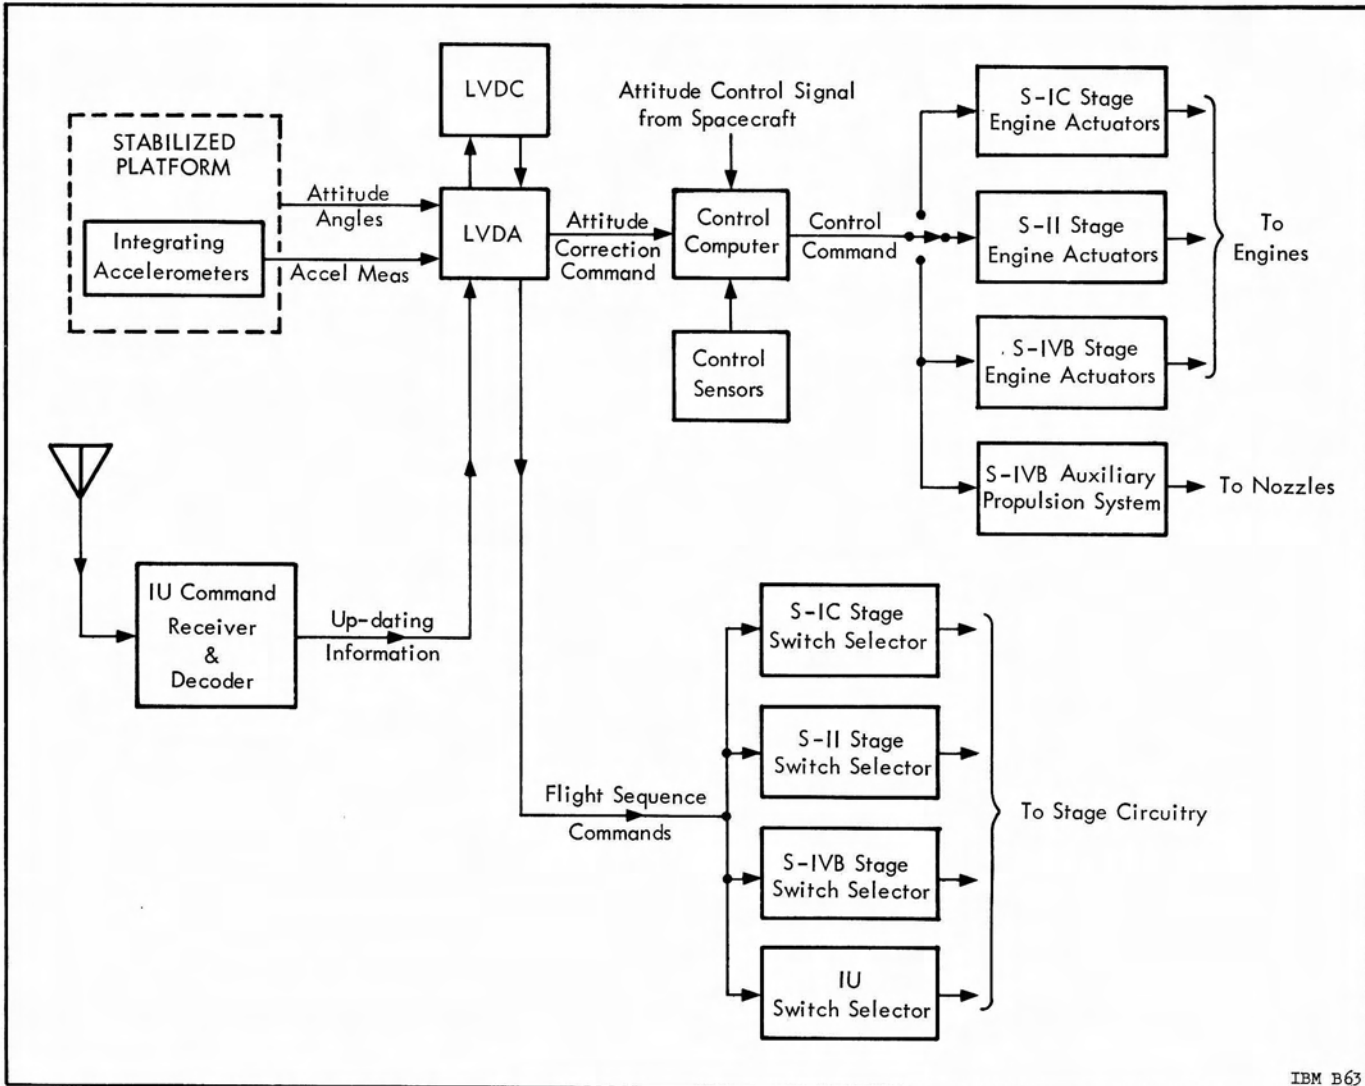 LVDC
STABILIZED
PLATFORM
Integrating
Accelerometers
Attitude
Angles
Accel Meas
LVDA
Attitude
Correction
Command
Attitude Control Signal
from Spacecraft
Control
Computer
Control
Sensors
Control
Command
S-IC Stage
Engine Actuators
S-II Stage
Engine Actuators
S-IVB Stage
Engine Actuators
To
Engines
S-IVB Auxiliary
Propulsion System
To Nozzles
IU Command
Receiver
&
Decoder
Up-dating
Information
Flight Sequence
Commands
S-IC Stage
Switch Selector
S-II Stage
Switch Selector
S-IVB Stage
Switch Selector
IU
Switch Selector
To Stage Circuitry
IBM B63